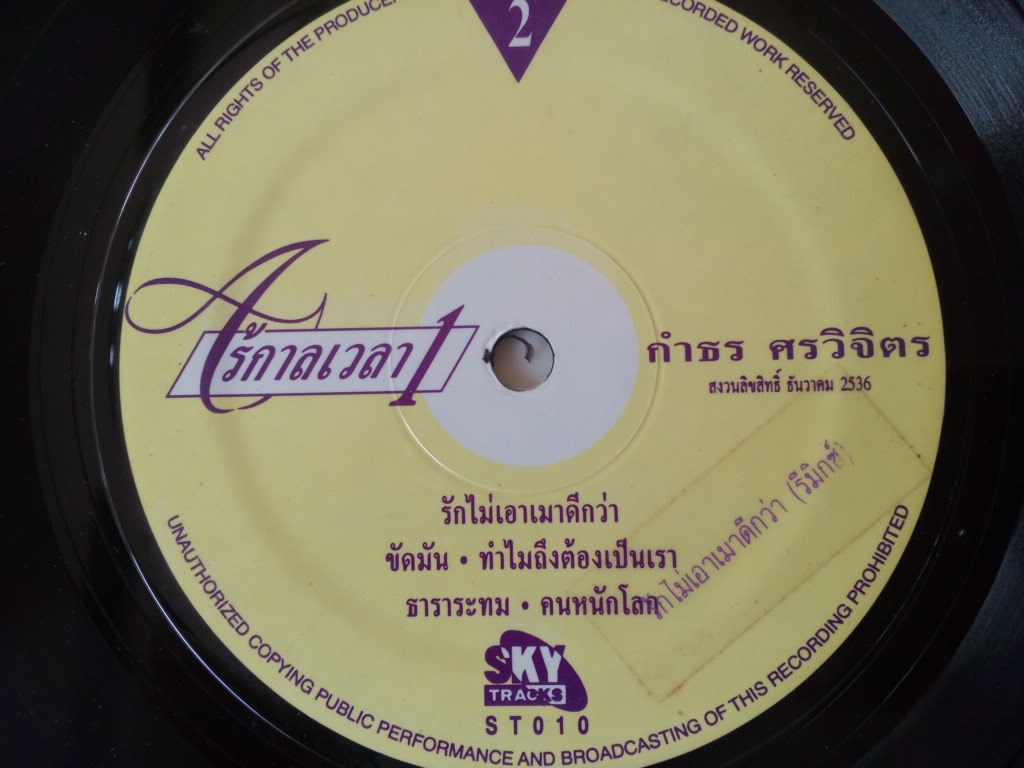 2
ALL RIGHTS OF THE PRODUCER
RECORDED WORK RESERVED
ไร้กาลเวลา 1
กำธร ศรวิจิตร
สงวนลิขสิทธิ์ ธันวาคม 2536
รักไม่เอาเมาดีกว่า
ขัดมัน • ทำไมถึงต้องเป็นเรา
ธาราระทม • คนหนักโลก
รักไม่เอาเมาดีกว่า (รีมิกซ์)
SKY
TRACKS
ST010
UNAUTHORIZED COPYING PUBLIC PERFORMANCE AND BROADCASTING OF THIS RECORDING PROHIBITED